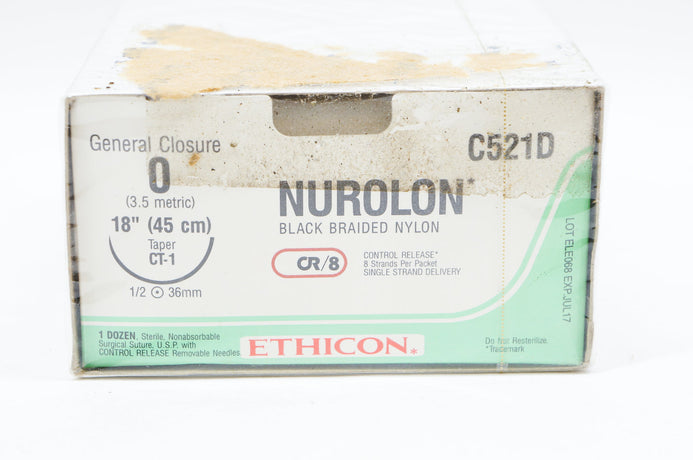 General Closure
0
(3.5 metric)
18" (45 cm)
Taper
CT-1
1/2 36mm
C521D
NUROLON*
BLACK BRAIDED NYLON
CR/8
CONTROL RELEASE*
8 Strands Per Packet
SINGLE STRAND DELIVERY
LOT ELE068 EXP.JUL17
1 DOZEN, Sterile, Nonabsorbable
Surgical Suture, U.S.P. with
CONTROL RELEASE Removable Needles
ETHICON*
Do Not Resterilize.
*Trademark